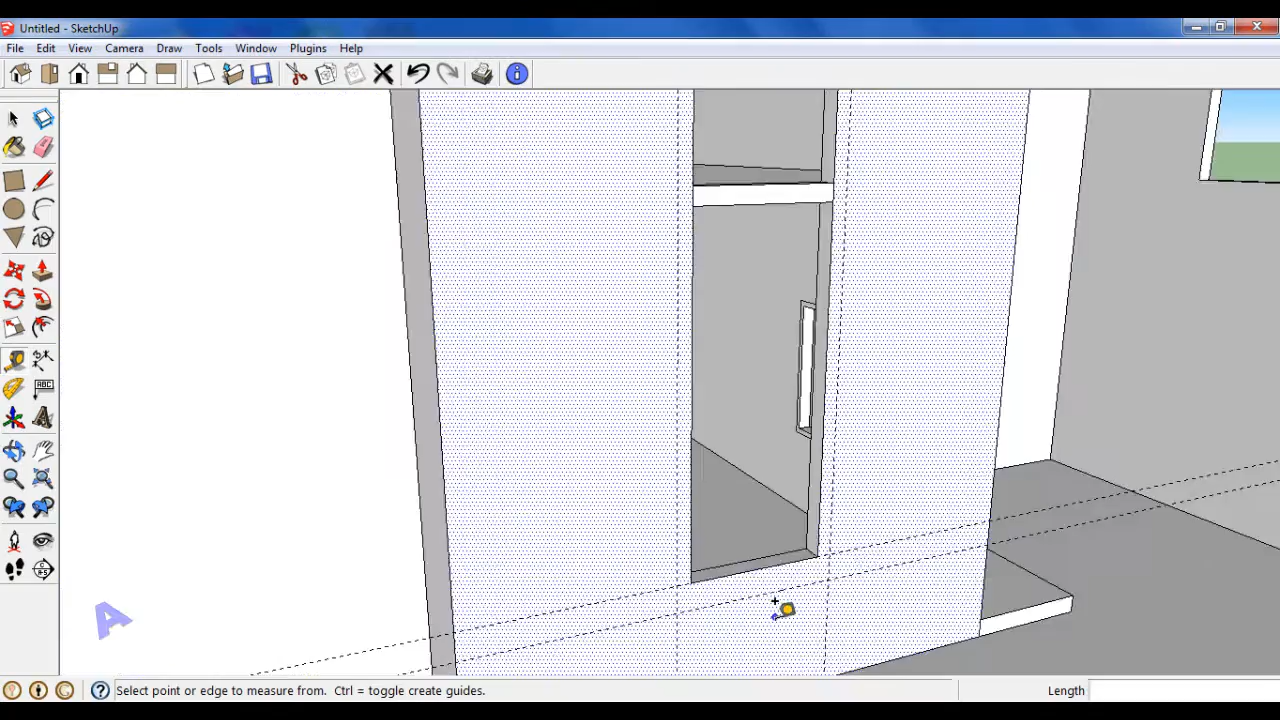 Untitled - SketchUp
File Edit View Camera Draw Tools Window Plugins Help
ABC
A
Select point or edge to measure from. Ctrl = toggle create guides.
Length